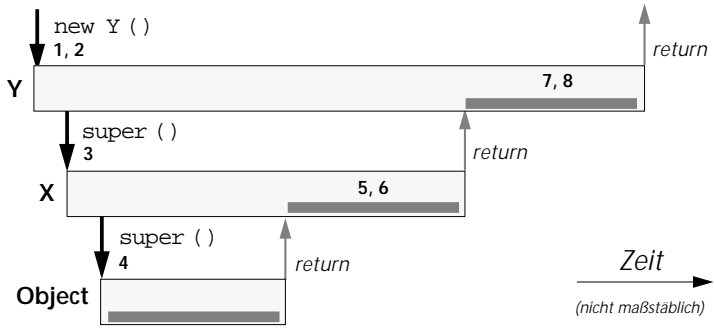 new Y ()
1, 2
return
Y
7, 8
super ()
3
return
X
5, 6
super ()
4
return
Zeit
Object
(nicht maßstäblich)